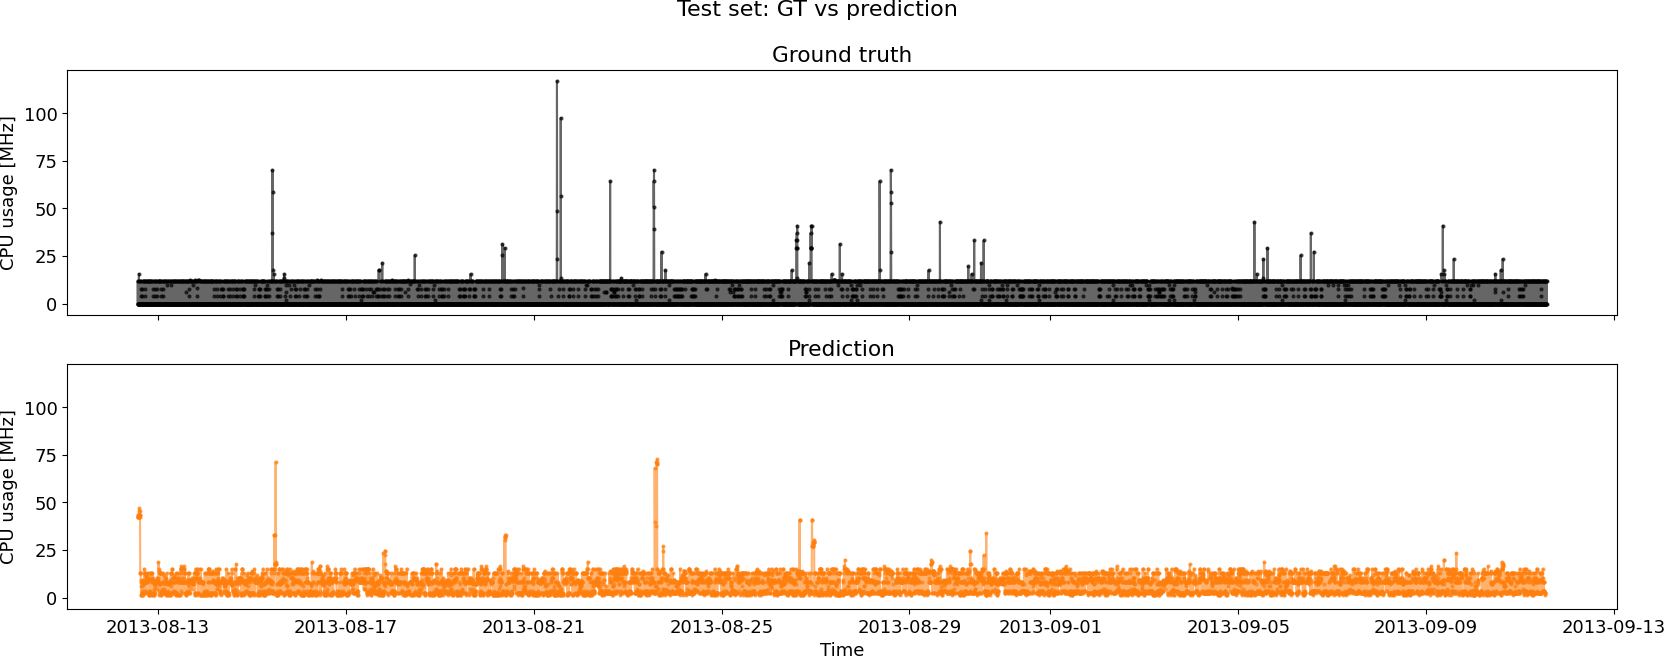 Test set: GT vs prediction
Ground truth
CPU usage [MHz]
100
75
50
25
0
Prediction
CPU usage [MHz]
100
75
50
25
0
2013-08-13 2013-08-17 2013-08-21 2013-08-25 2013-08-29 2013-09-01 2013-09-05 2013-09-09 2013-09-13
Time